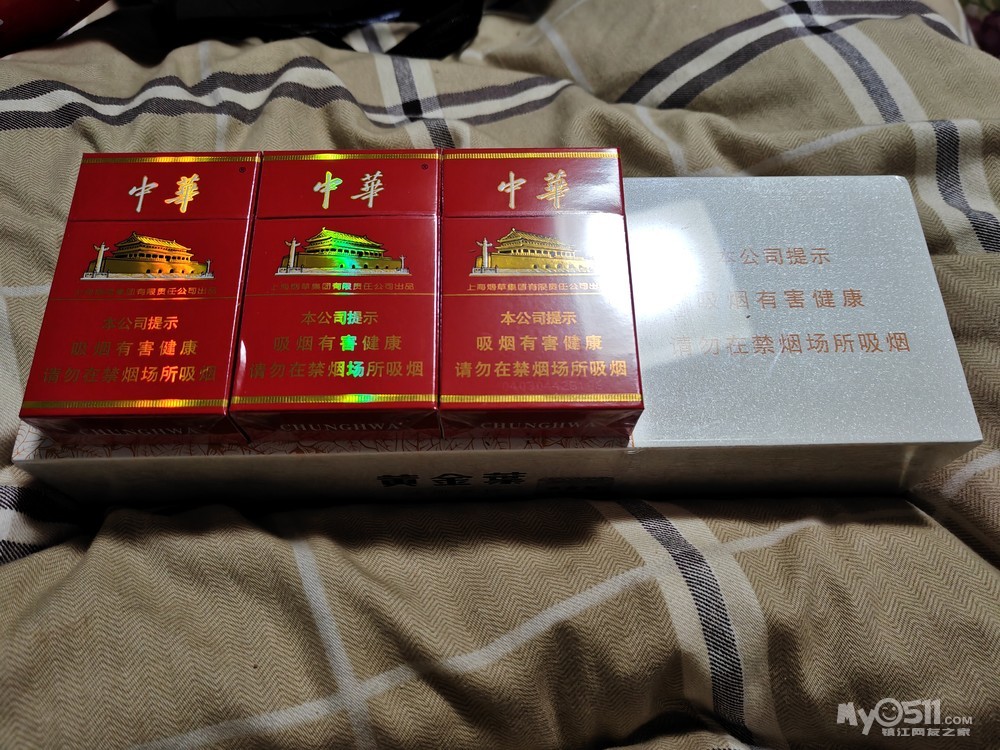 中華
上海烟草集团有限责任公司出品
本公司提示
吸烟有害健康
请勿在禁烟场所吸烟
CHUNGHWA
中華
上海烟草集团有限责任公司出品
本公司提示
吸烟有害健康
请勿在禁烟场所吸烟
CHUNGHWA
中華
上海烟草集团有限责任公司出
本公司提示
吸烟有害健康
请勿在禁烟场所吸烟
CHUNGHWA
本公司提示
吸烟有害健康
请勿在禁烟场所吸烟
黄金叶
My0511.COM
镇江网友之家